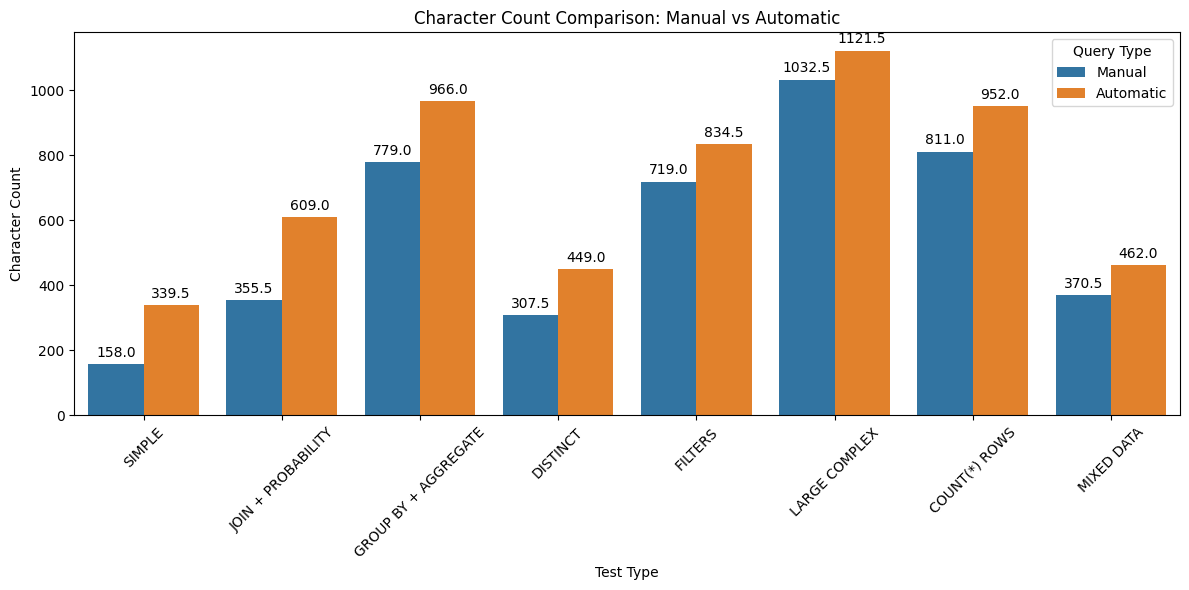 Character Count Comparison: Manual vs Automatic
Query Type
Manual
Automatic
Character Count
1000
800
600
400
200
0
158.0
339.5
355.5
609.0
779.0
966.0
307.5
449.0
719.0
834.5
1032.5
1121.5
811.0
952.0
370.5
462.0
SIMPLE
JOIN + PROBABILITY
GROUP BY + AGGREGATE
DISTINCT
FILTERS
LARGE COMPLEX
COUNT(*) ROWS
MIXED DATA
Test Type